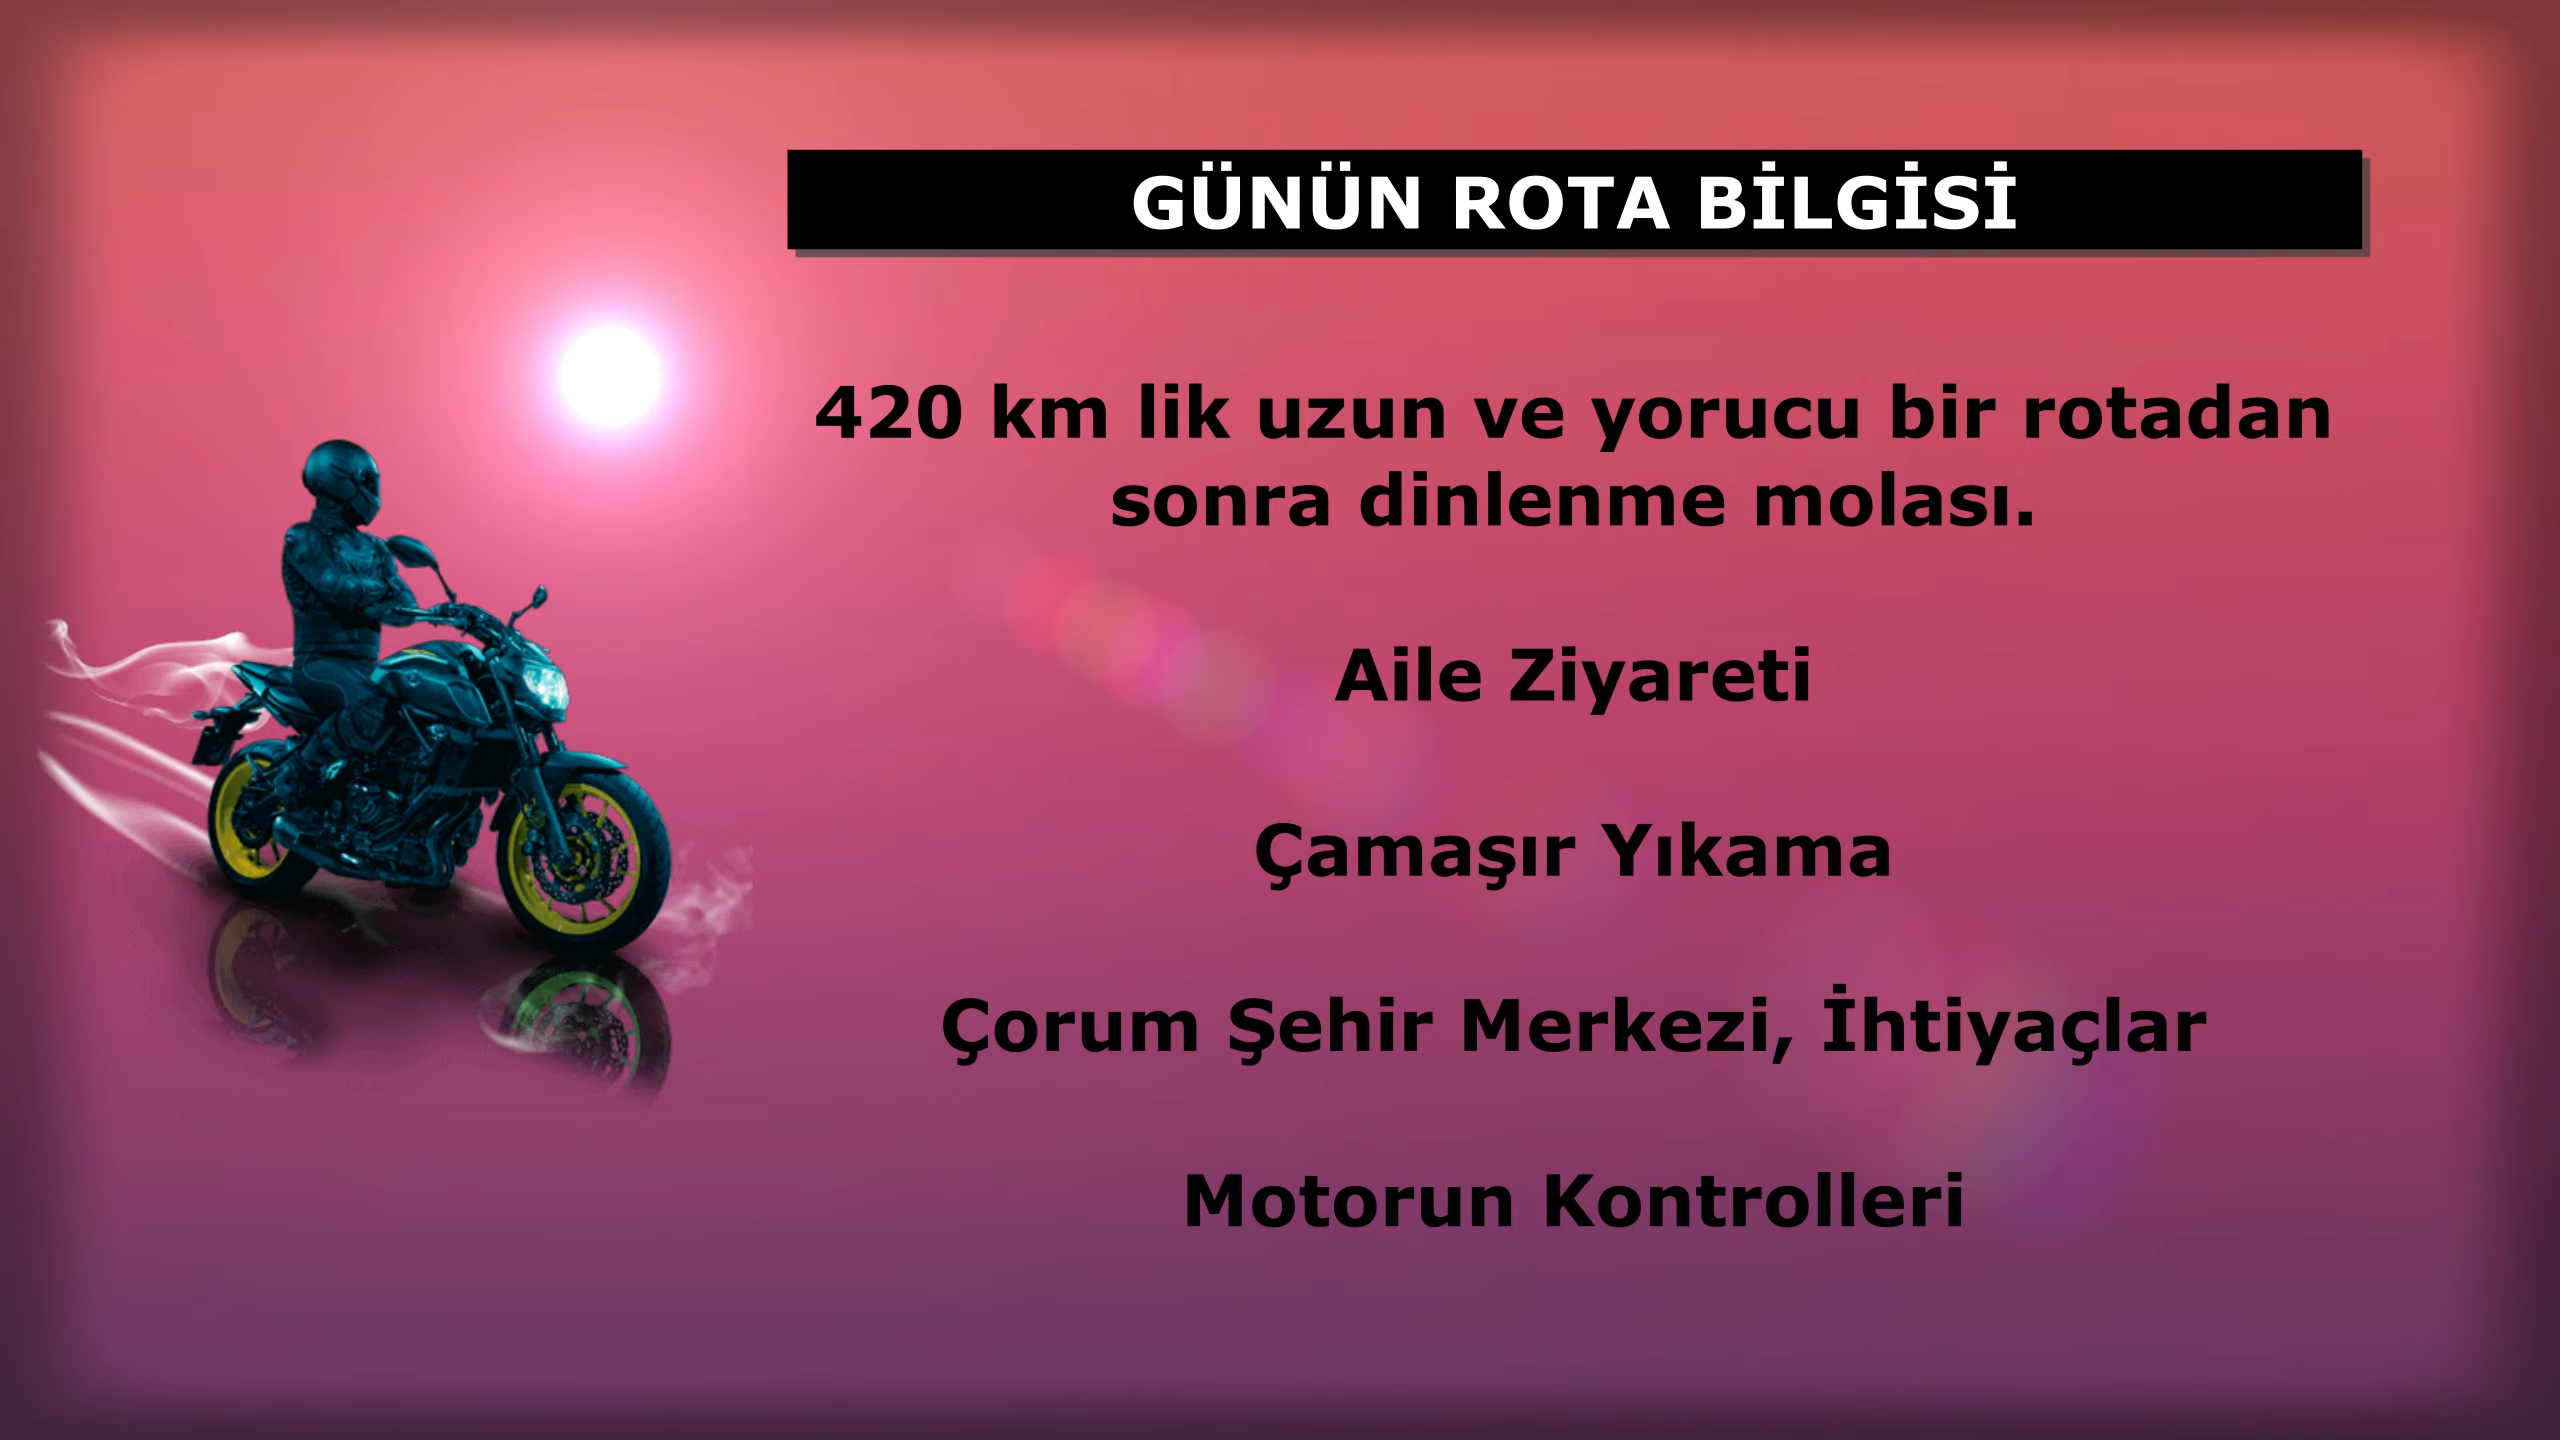 GÜNÜN ROTA BİLGİSİ
420 km lik uzun ve yorucu bir rotadan
sonra dinlenme molası.
Aile Ziyareti
Çamaşır Yıkama
Çorum Şehir Merkezi, İhtiyaçlar
Motorun Kontrolleri